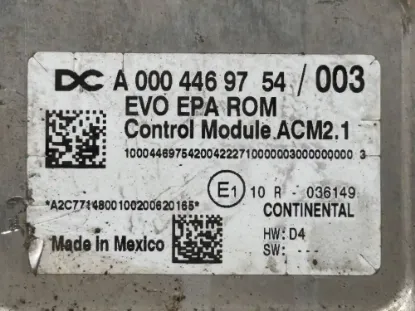 DC A 000 446 97 54 / 003
EVO EPA ROM
Control Module ACM2.1
10004469754200422271000000300000000 3
E1 10 R - 036149
*A2C7714800100200620165*
CONTINENTAL
Made in Mexico
HW: D4
SW: ---